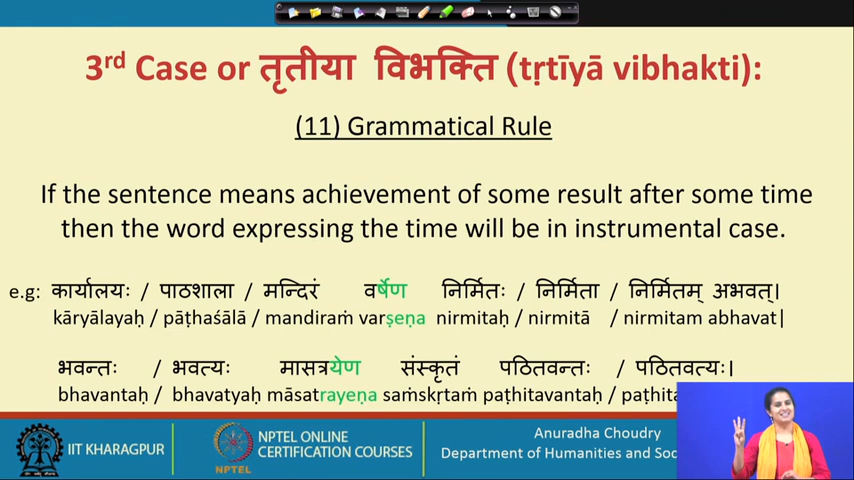 3rd Case or तृतीया विभक्ति (tṛtīyā vibhakti):
(11) Grammatical Rule
If the sentence means achievement of some result after some time
then the word expressing the time will be in instrumental case.
e.g: कार्यालयः / पाठशाला / मन्दिरं वर्षेण निर्मितः / निर्मिता / निर्मितम् अभवत्।
kāryālayaḥ / pāṭhaśālā / mandiraṁ varṣeṇa nirmitaḥ / nirmitā / nirmitam abhavat|
भवन्तः / भवत्यः मासत्रयेण संस्कृतं पठितवन्तः / पठितवत्यः।
bhavantaḥ / bhavatyaḥ māsatrayeṇa saṁskṛtaṁ paṭhitavantaḥ /
IIT KHARAGPUR
NPTEL
NPTEL ONLINE
CERTIFICATION COURSES
Anuradha Choudry
Department of Humanities and